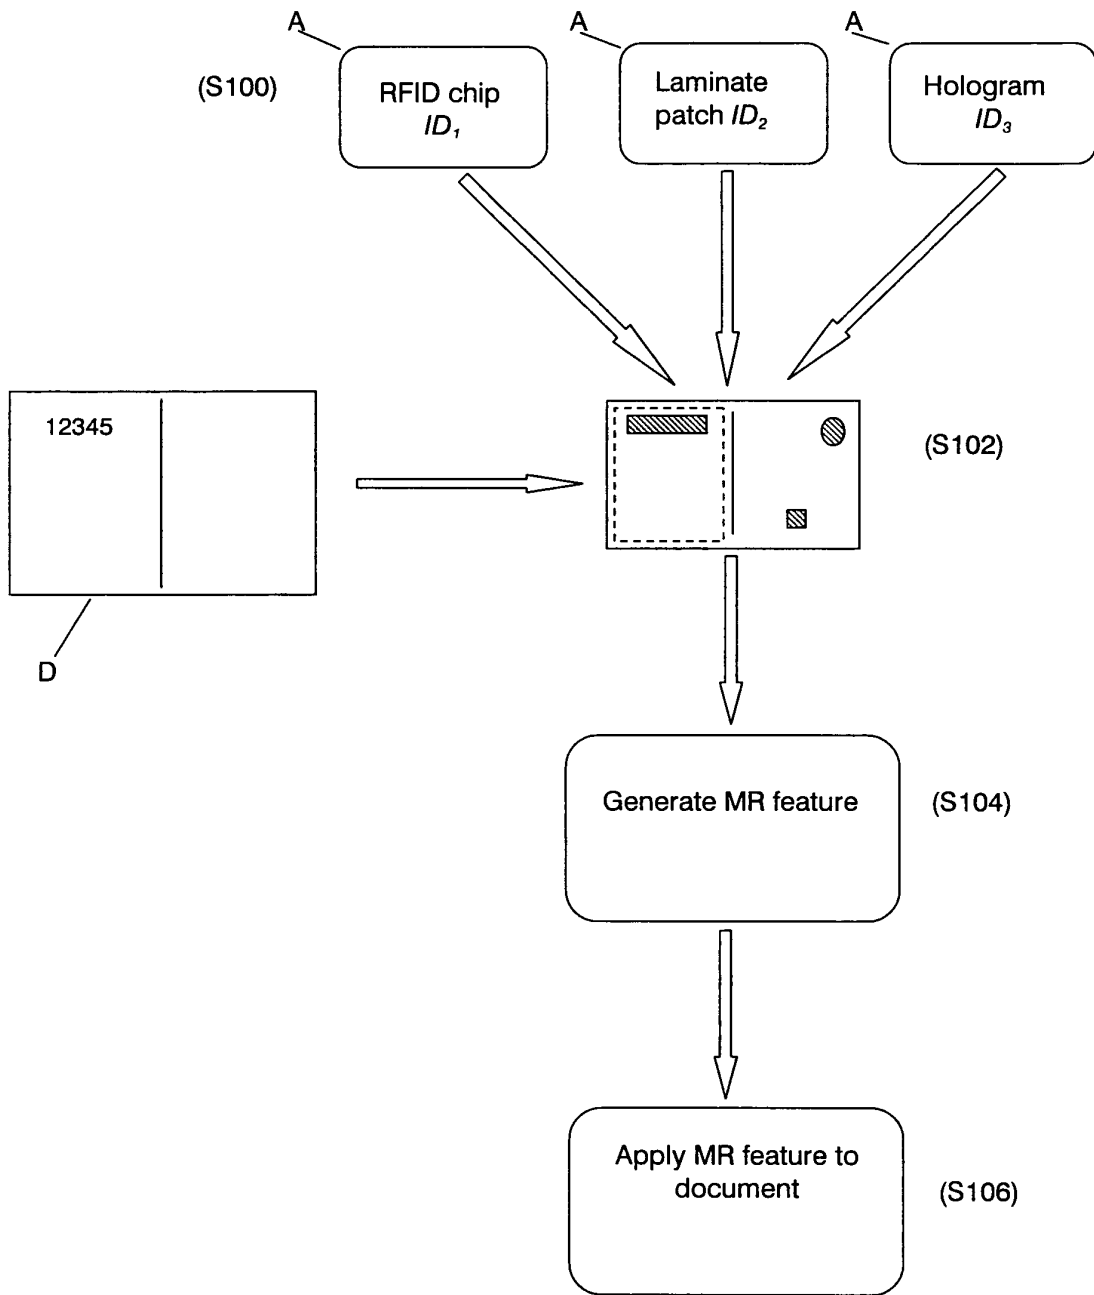 A
A
A
(S100)
RFID chip
ID₁
Laminate
patch ID₂
Hologram
ID₃
12345
(S102)
D
Generate MR feature
(S104)
Apply MR feature to
document
(S106)